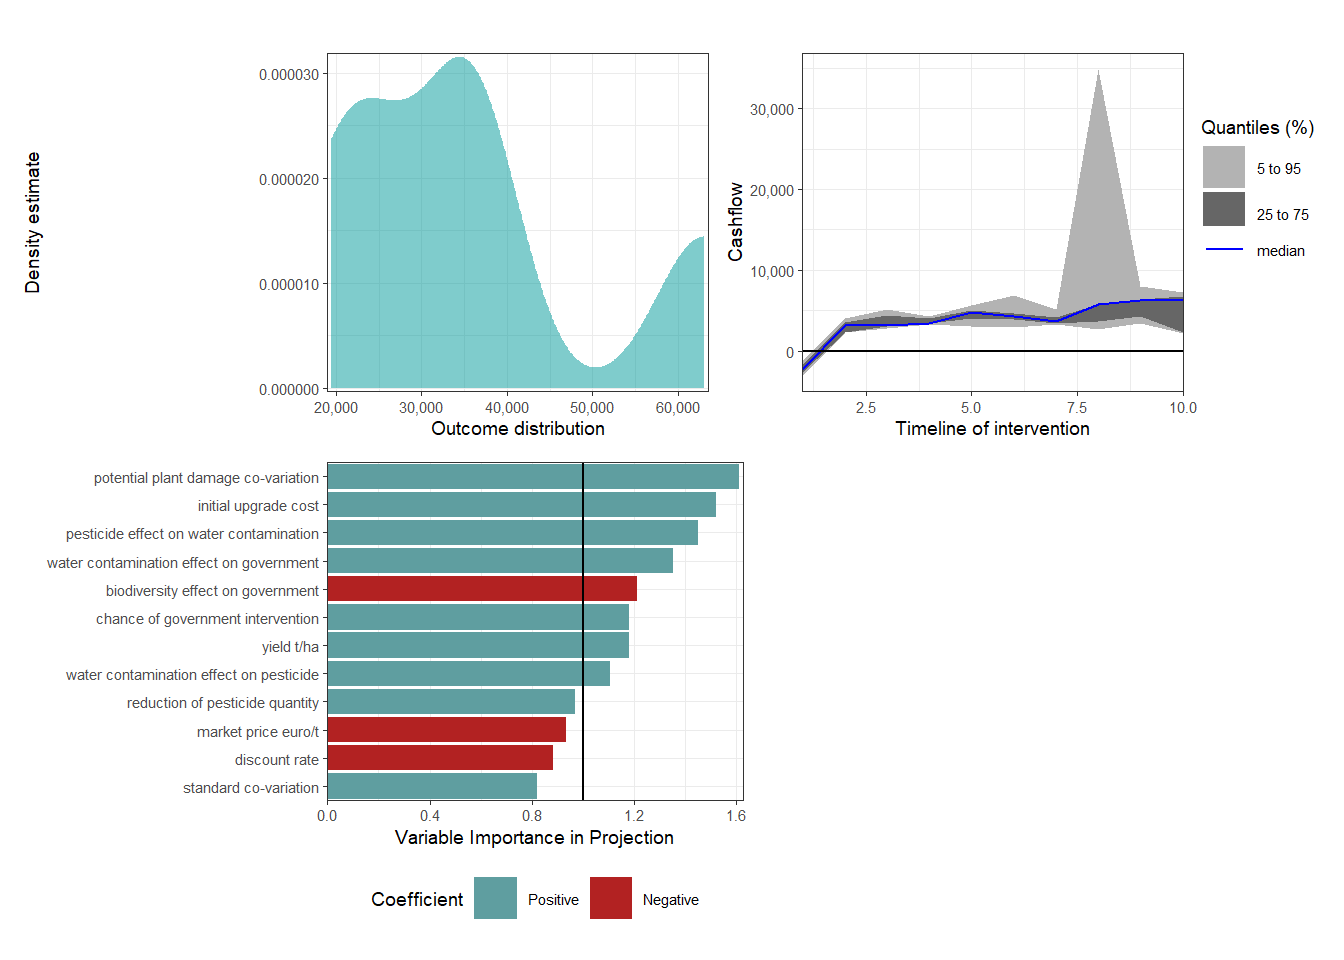 Density estimate
0.000030
0.000020
0.000010
0.000000
20,000 30,000 40,000 50,000 60,000
Outcome distribution
Cashflow
30,000
20,000
10,000
0
2.5 5.0 7.5 10.0
Timeline of intervention
Quantiles (%)
5 to 95
25 to 75
median
potential plant damage co-variation
initial upgrade cost
pesticide effect on water contamination
water contamination effect on government
biodiversity effect on government
chance of government intervention
yield t/ha
water contamination effect on pesticide
reduction of pesticide quantity
market price euro/t
discount rate
standard co-variation
0.0 0.4 0.8 1.2 1.6
Variable Importance in Projection
Coefficient Positive Negative